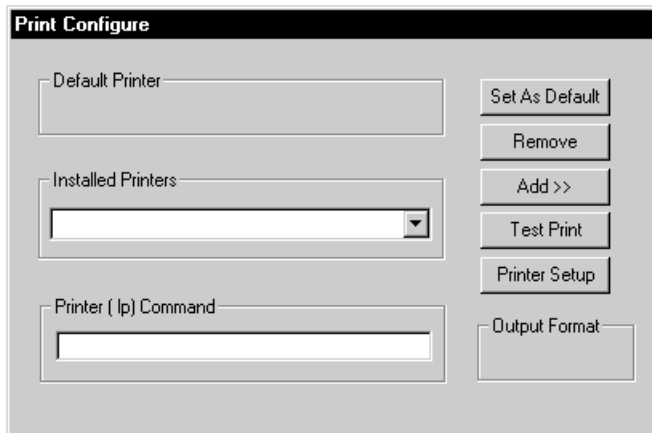 Print Configure
Default Printer
Set As Default
Remove
Installed Printers
Add >>
Test Print
Printer Setup
Printer ( lp) Command
Output Format